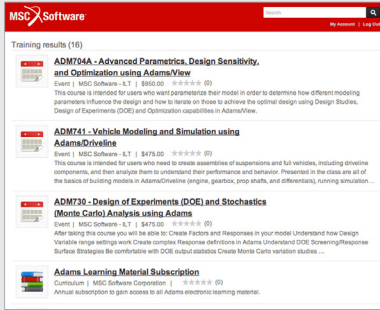 MSC Software
Search
My Account | Log Out
Training results (16)
ADM704A - Advanced Parametrics, Design Sensitivity,
and Optimization using Adams/View
Event | MSC Software - ILT | $950.00 (0)
This course is intended for users who want parameterize their model in order to determine how different modeling
parameters influence the design and how to iterate on those to achieve the optimal design using Design Studies,
Design of Experiments (DOE) and Optimization capabilities in Adams/View.
ADM741 - Vehicle Modeling and Simulation using
Adams/Driveline
Event | MSC Software - ILT | $475.00 (0)
This course is intended for users who need to create assemblies of suspensions and full vehicles, including driveline
components, and then analyze them to understand their performance and behavior. Presented in the class are all of
the basics of building models in Adams/Driveline (engine, gearbox, prop shafts, and differentials), running simulation…
ADM730 - Design of Experiments (DOE) and Stochastics
(Monte Carlo) Analysis using Adams
Event | MSC Software - ILT | $475.00 (0)
After taking this course you will be able to: Create Factors and Responses in your model Understand how Design
Variable range settings work Create complex Response definitions in Adams Understand DOE Screening/Response
Surface Strategies Be comfortable with DOE output statistics Create Monte Carlo variation studies ...
Adams Learning Material Subscription
Curriculum | MSC Software Corporation | (0)
Annual subscription to gain access to all Adams electronic learning material.